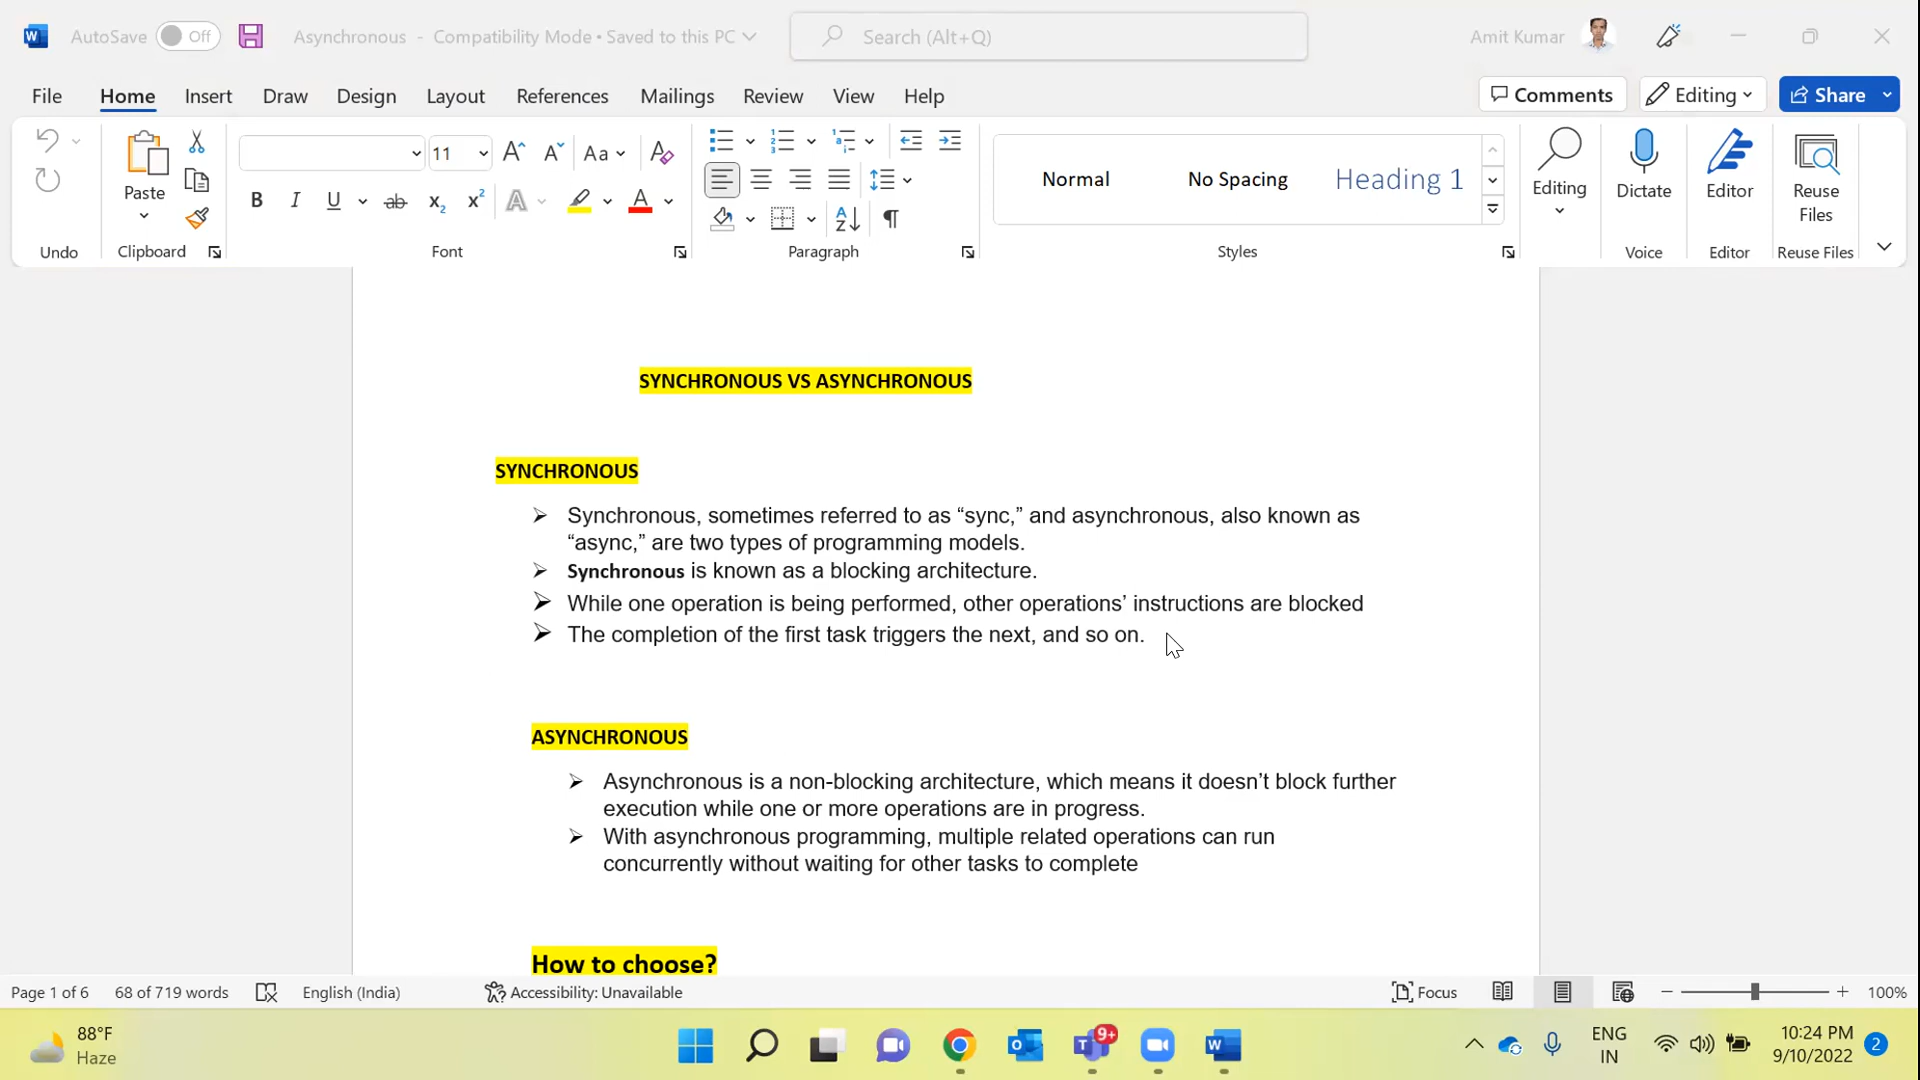 AutoSave Off Asynchronous - Compatibility Mode • Saved to this PC Search (Alt+Q) Amit Kumar
File Home Insert Draw Design Layout References Mailings Review View Help Comments Editing Share
11 Aa
Paste B I U ab x₂ x² A A
Normal No Spacing Heading 1
Editing Dictate Editor Reuse Files
Undo Clipboard Font Paragraph Styles Voice Editor Reuse Files
SYNCHRONOUS VS ASYNCHRONOUS
SYNCHRONOUS
➢ Synchronous, sometimes referred to as “sync,” and asynchronous, also known as
“async,” are two types of programming models.
➢ Synchronous is known as a blocking architecture.
➢ While one operation is being performed, other operations’ instructions are blocked
➢ The completion of the first task triggers the next, and so on.
ASYNCHRONOUS
➢ Asynchronous is a non-blocking architecture, which means it doesn’t block further
execution while one or more operations are in progress.
➢ With asynchronous programming, multiple related operations can run
concurrently without waiting for other tasks to complete
How to choose?
Page 1 of 6 68 of 719 words English (India) Accessibility: Unavailable Focus 100%
88°F
Haze
9+
ENG
IN
10:24 PM
9/10/2022
2